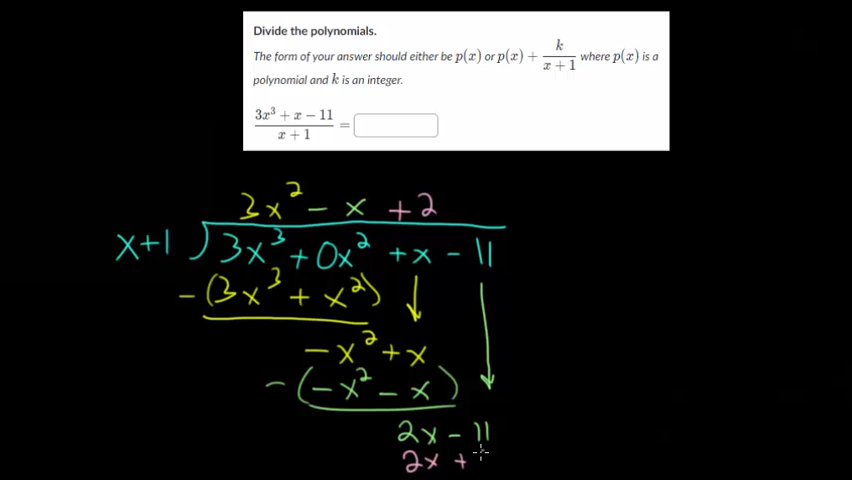 Divide the polynomials.
The form of your answer should either be p(x) or p(x) + k/(x + 1) where p(x) is a
polynomial and k is an integer.
(3x³ + x − 11)/(x + 1) =
3x² − x + 2
x+1 ) 3x³ + 0x² + x − 11
−(3x³ + x²)
−x² + x
−(−x² − x)
2x − 11
2x +